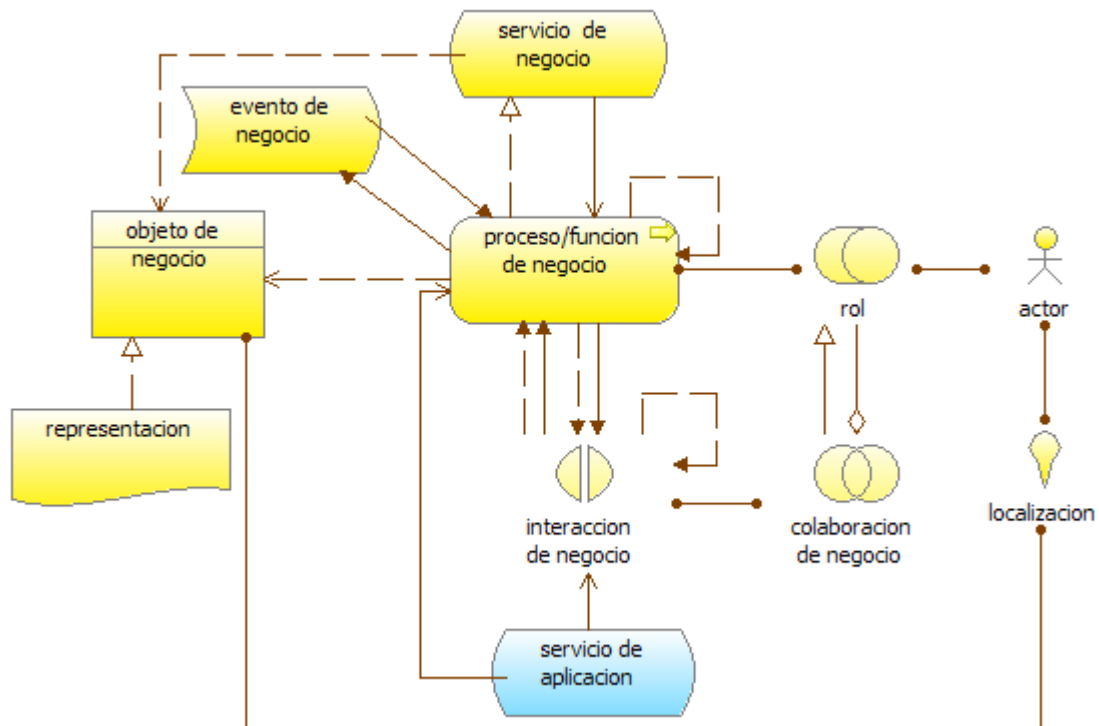 servicio de
negocio
evento de
negocio
objeto de
negocio
proceso/funcion
de negocio
rol
actor
representacion
interaccion
de negocio
colaboracion
de negocio
localizacion
servicio de
aplicacion